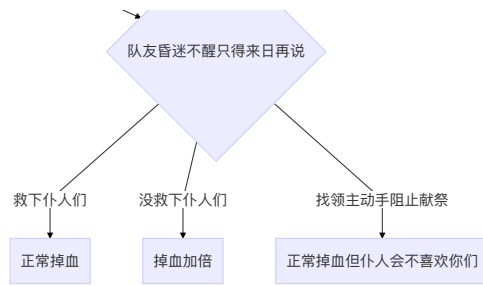 队友昏迷不醒只得来日再说
救下仆人们
没救下仆人们
找领主动手阻止献祭
正常掉血
掉血加倍
正常掉血但仆人会不喜欢你们